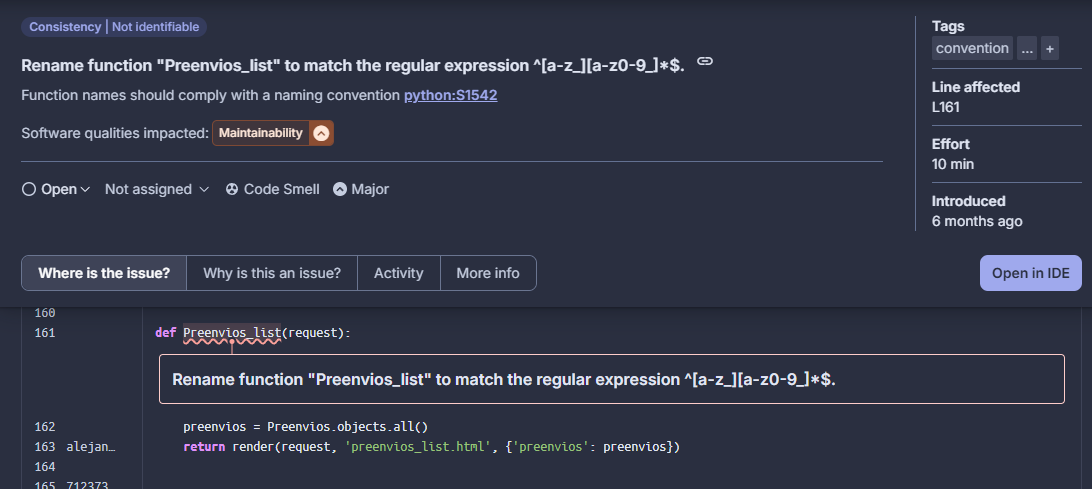 Consistency | Not identifiable
Rename function "Preenvios_list" to match the regular expression ^[a-z_][a-z0-9_]*$.
Function names should comply with a naming convention python:S1542
Software qualities impacted: Maintainability
Open Not assigned Code Smell Major
Tags
convention ... +
Line affected
L161
Effort
10 min
Introduced
6 months ago
Where is the issue? Why is this an issue? Activity More info
Open in IDE
160
161 def Preenvios_list(request):
Rename function "Preenvios_list" to match the regular expression ^[a-z_][a-z0-9_]*$.
162 preenvios = Preenvios.objects.all()
163 alejan… return render(request, 'preenvios_list.html', {'preenvios': preenvios})
164
165 712373